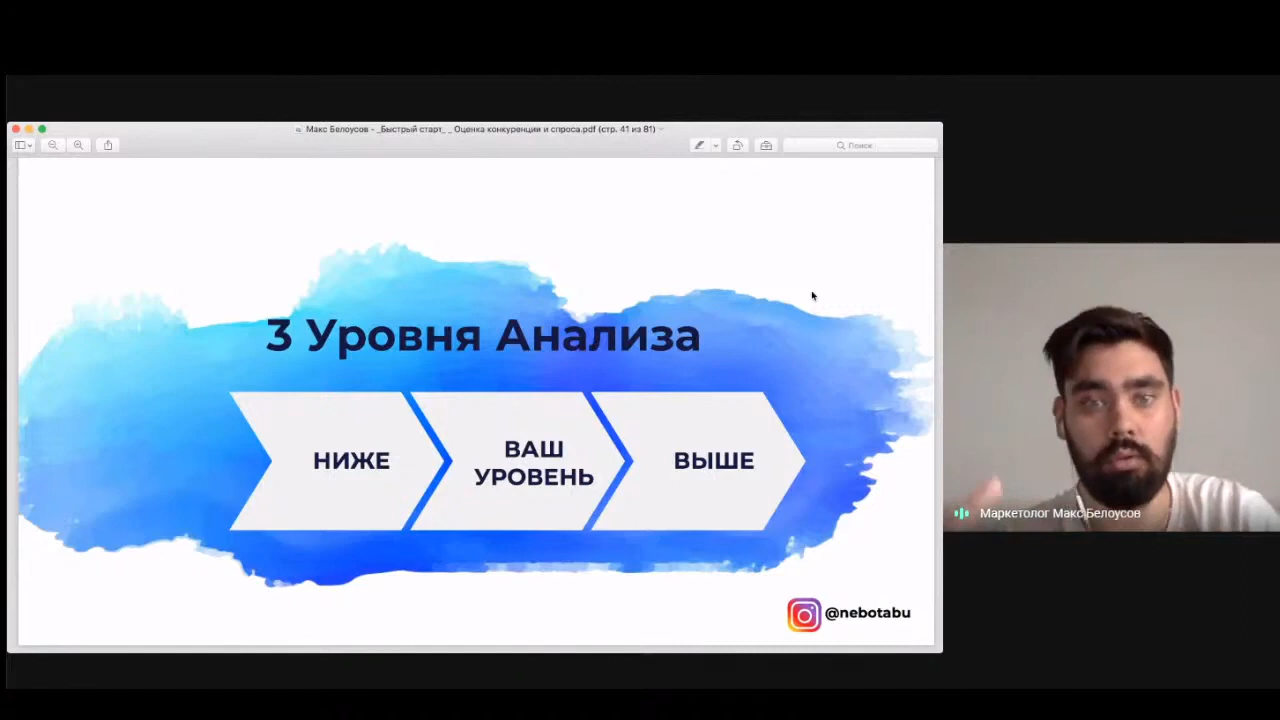 Макс Белоусов - _Быстрый старт_ _ Оценка конкуренции и спроса.pdf (стр. 41 из 81)
Поиск
3 Уровня Анализа
НИЖЕ
ВАШ
УРОВЕНЬ
ВЫШЕ
Маркетолог Макс Белоусов
@nebotabu